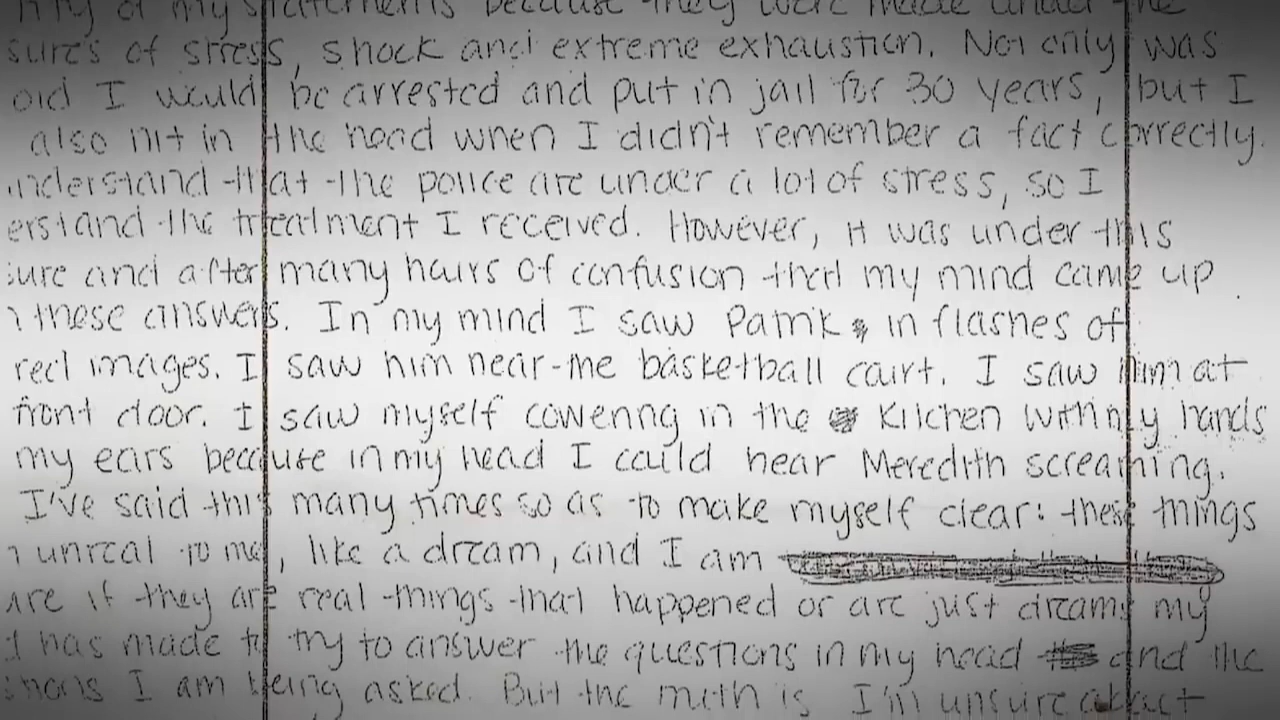 my statements because they were made under the
sures of stress, shock and extreme exhaustion. Not only was
old I would be arrested and put in jail for 30 years, but I
also hit in the head when I didn't remember a fact correctly.
understand that the police are under a lot of stress, so I
erstand the treatment I received. However, it was under this
sure and after many hours of confusion that my mind came up
these answers. In my mind I saw Patrik in flashes of
red images. I saw him near the basketball court. I saw him at
front door. I saw myself cowering in the kitchen with my hands
my ears because in my head I could hear Meredith screaming.
I've said this many times so as to make myself clear: these things
unreal to me, like a dream, and I am
ure if they are real things that happened or are just dreams my
d has made to try to answer the questions in my head and the
tions I am being asked. But the truth is, I'm unsure about